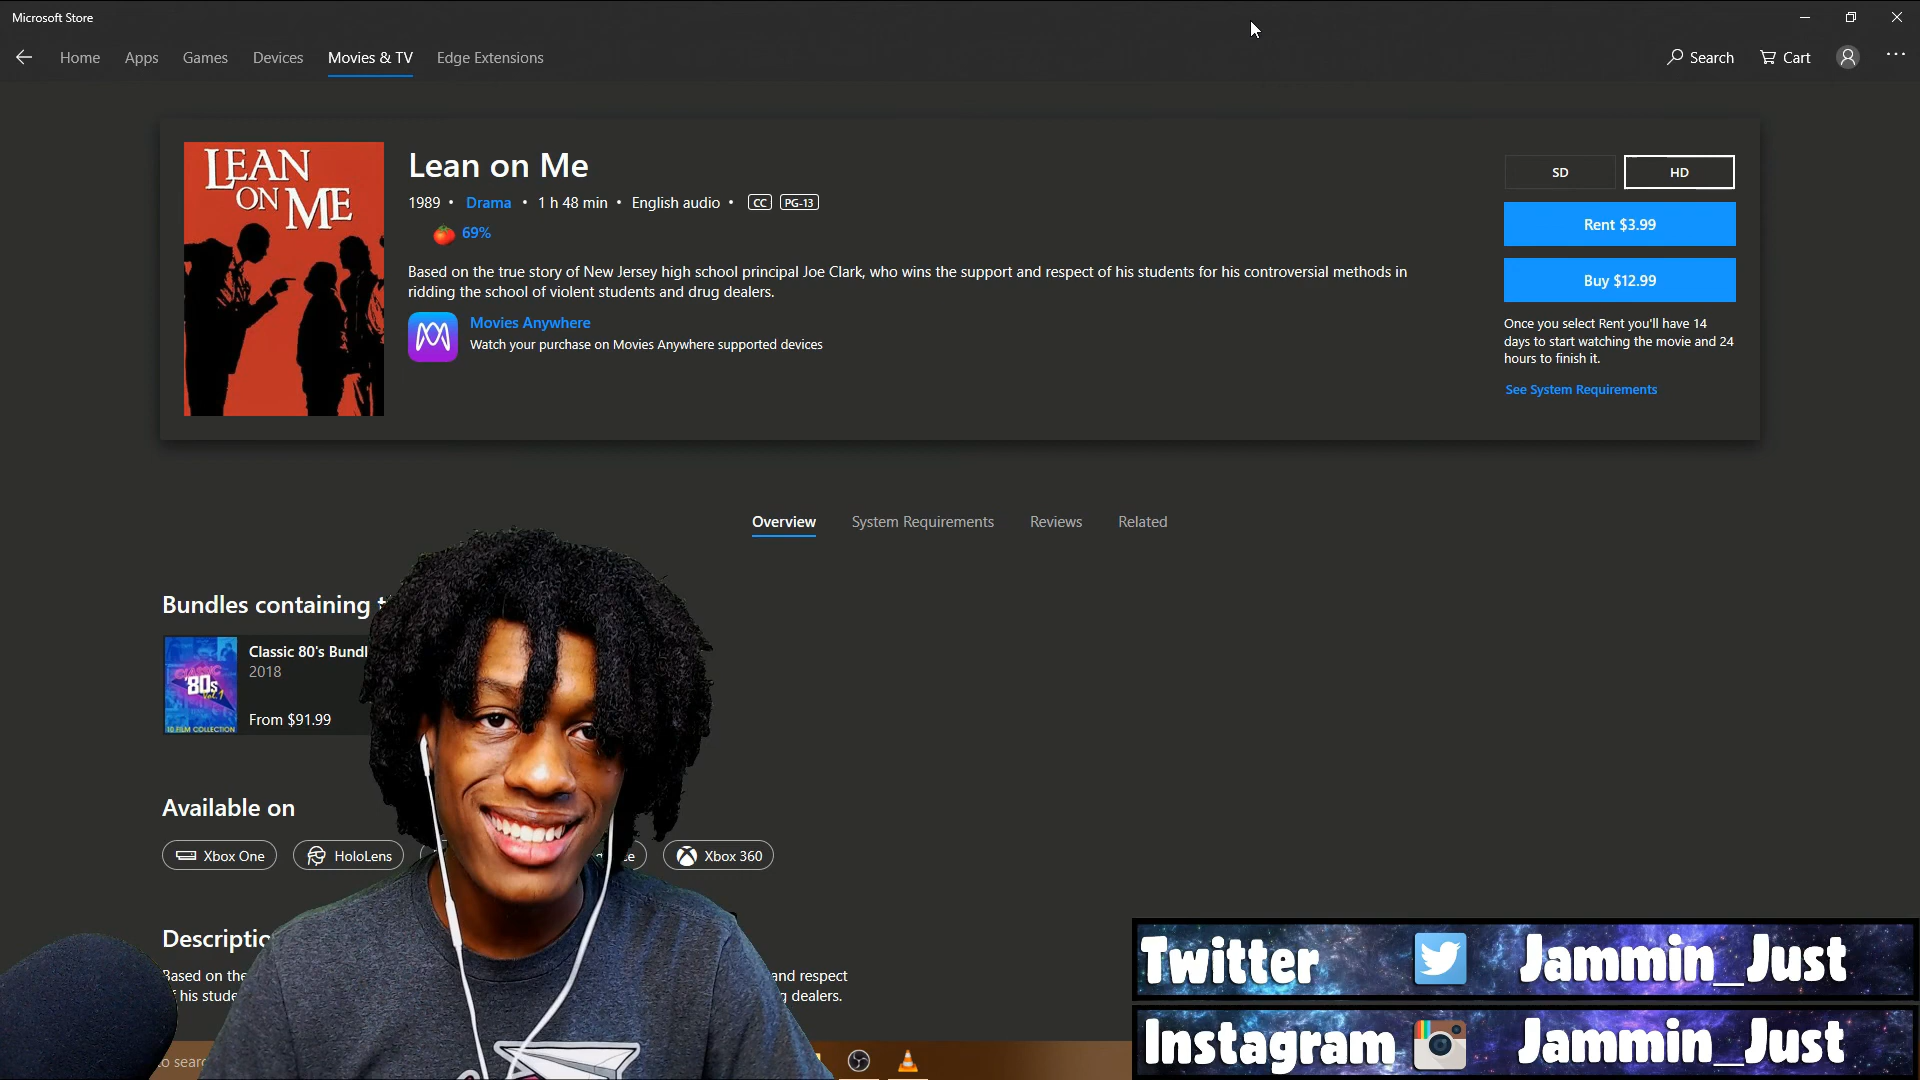 Microsoft Store
Home Apps Games Devices Movies & TV Edge Extensions Search Cart
LEAN
ON ME
Lean on Me
1989 • Drama • 1 h 48 min • English audio • CC PG-13
69%
Based on the true story of New Jersey high school principal Joe Clark, who wins the support and respect of his students for his controversial methods in
ridding the school of violent students and drug dealers.
Movies Anywhere
Watch your purchase on Movies Anywhere supported devices
SD HD
Rent $3.99
Buy $12.99
Once you select Rent you'll have 14
days to start watching the movie and 24
hours to finish it.
See System Requirements
Overview System Requirements Reviews Related
Bundles containing
CLASSIC
'80s
Vol. 1
10 FILM COLLECTION
Classic 80's Bundl
2018
From $91.99
Available on
Xbox One HoloLens Xbox 360
Descriptio
Based on the and respect
his stude dealers.
Twitter Jammin_Just
Instagram Jammin_Just